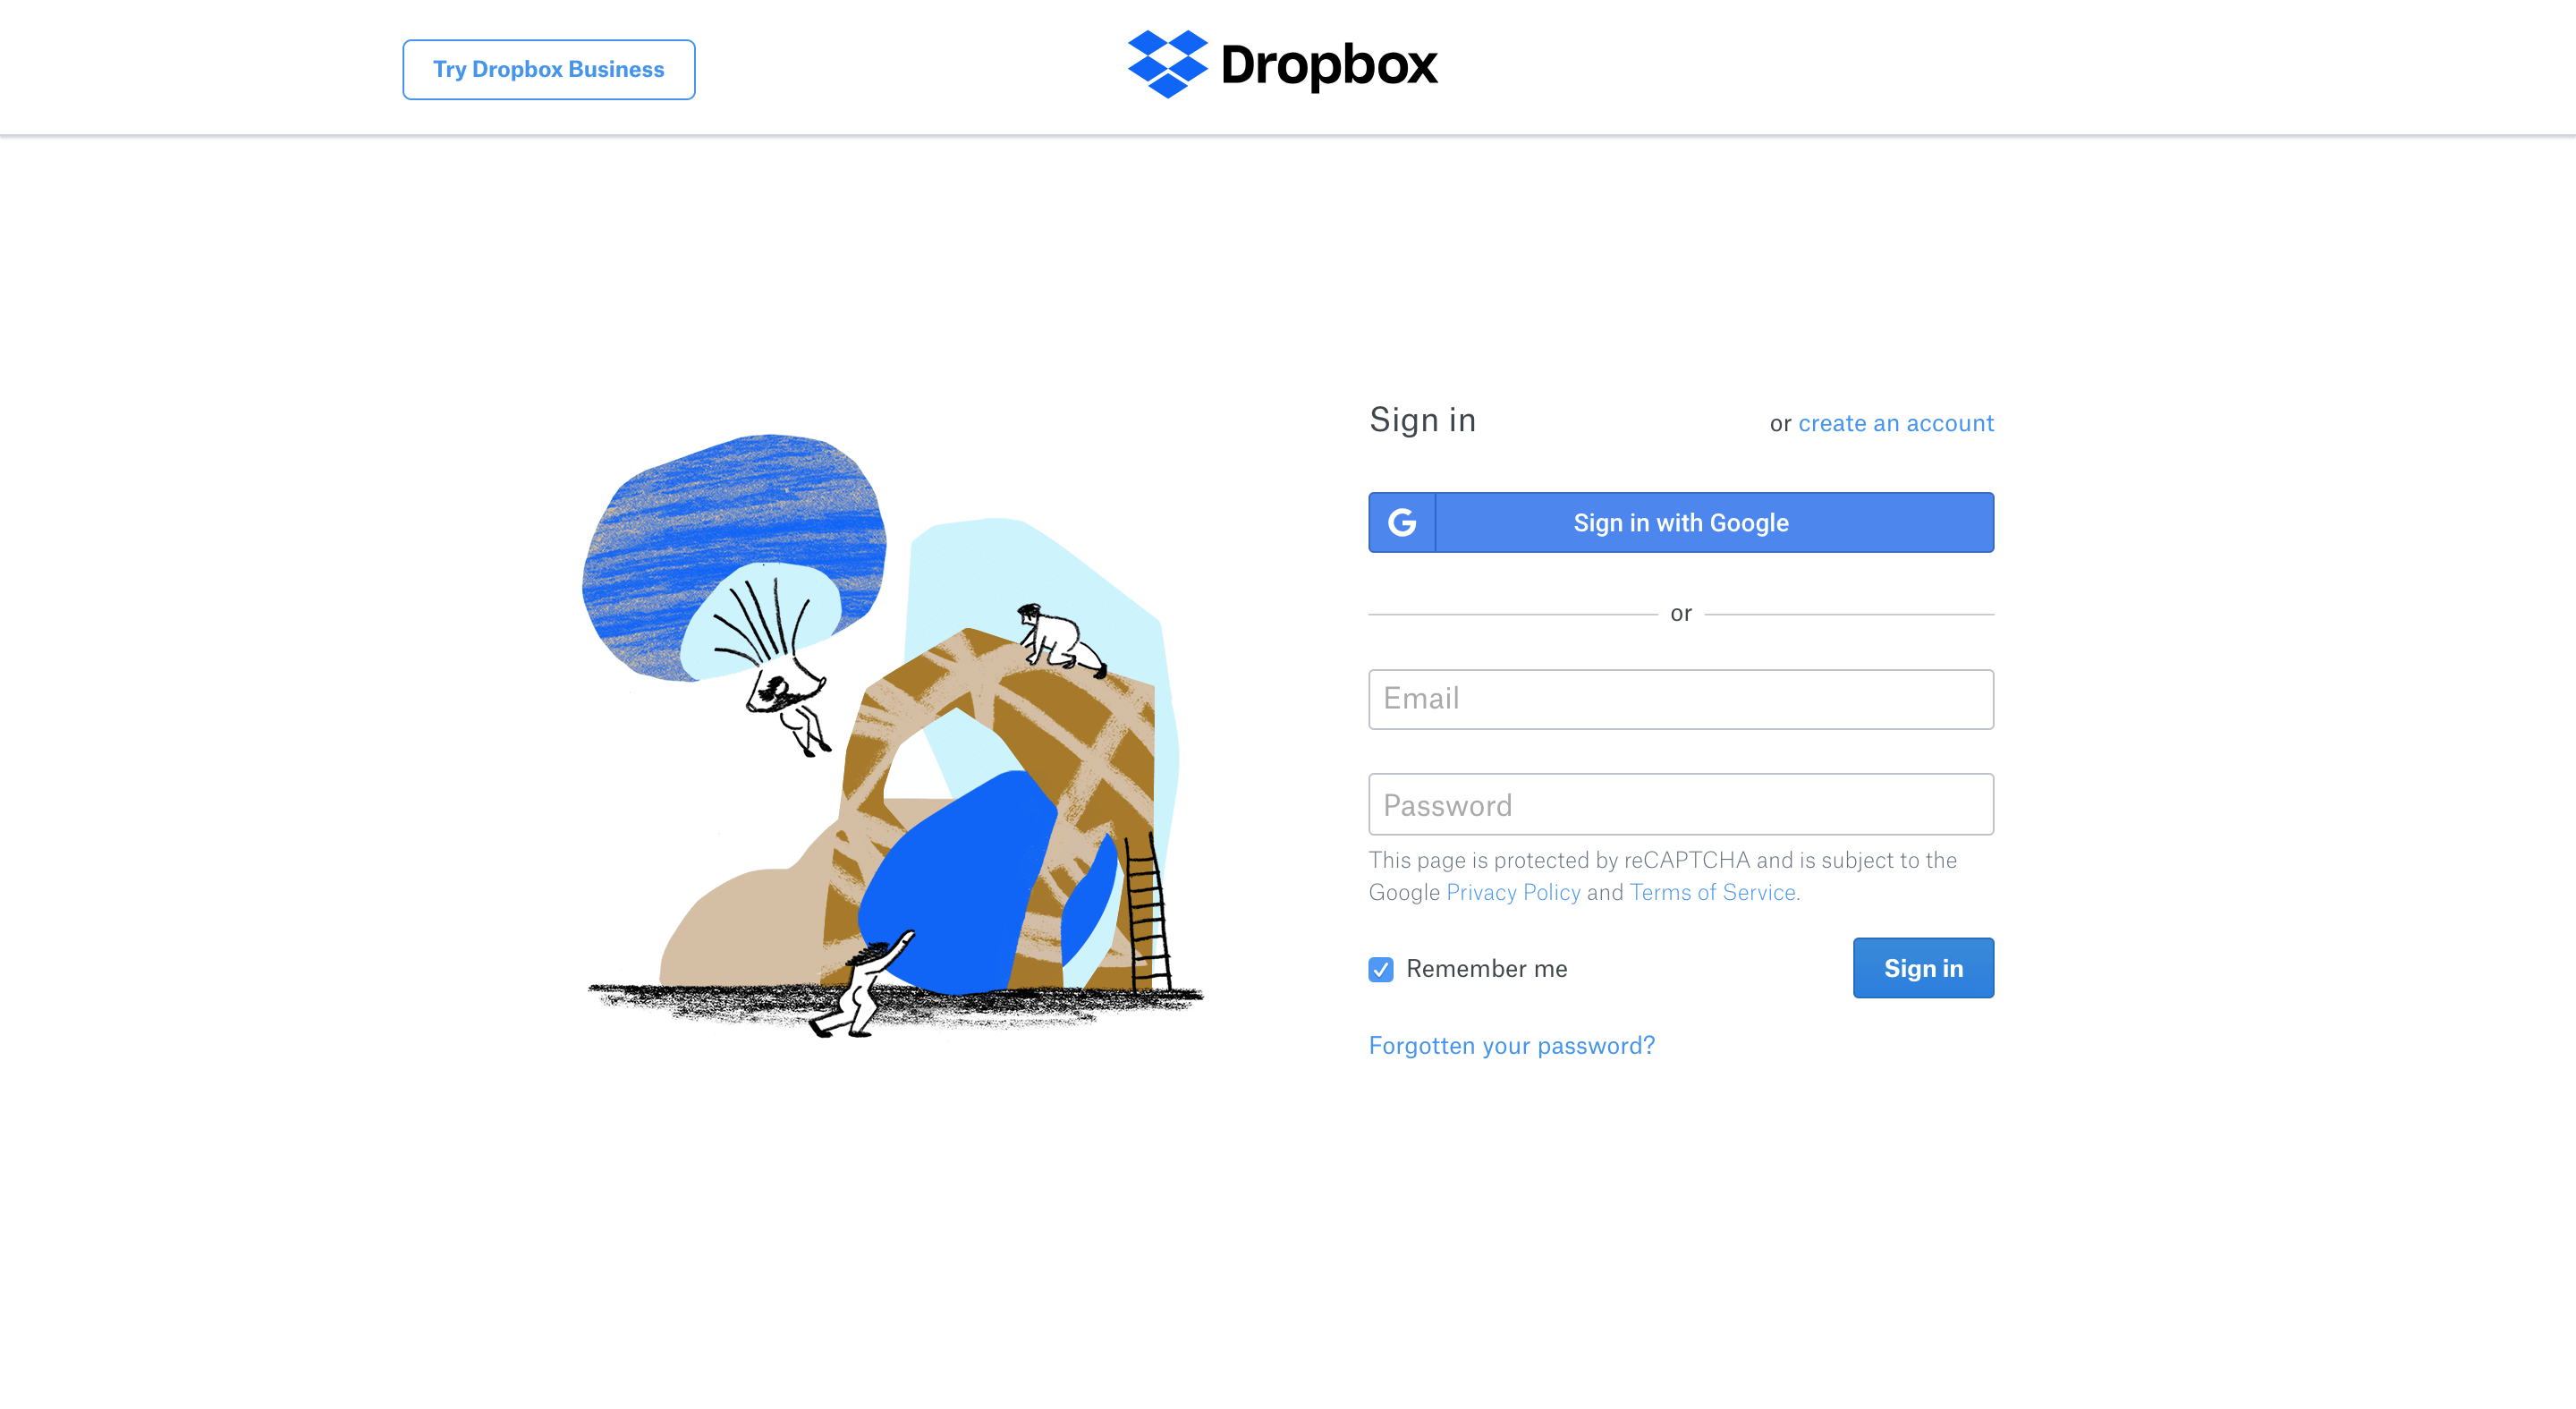 Try Dropbox Business
Dropbox
Sign in
or create an account
G
Sign in with Google
or
Email
Password
This page is protected by reCAPTCHA and is subject to the
Google Privacy Policy and Terms of Service.
Remember me
Sign in
Forgotten your password?